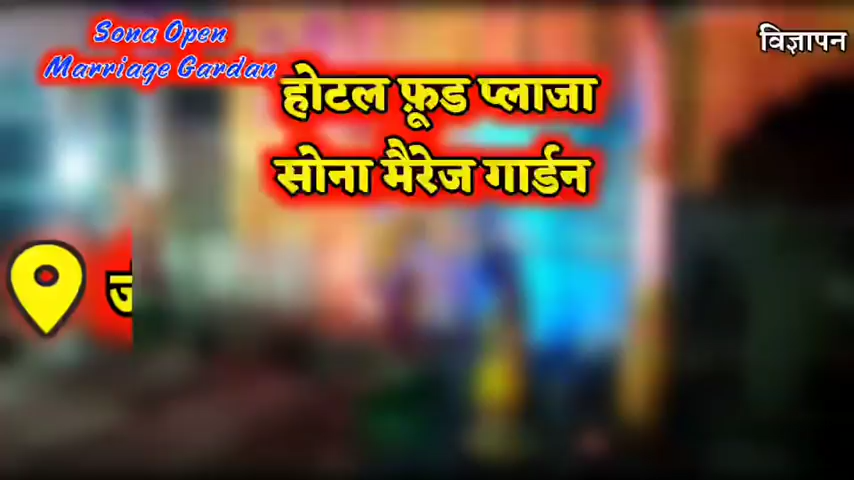 Sona Open
Marriage Gardan
विज्ञापन
होटल फ़ूड प्लाजा
सोना मैरेज गार्डन